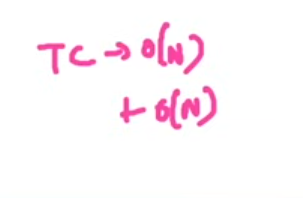 TC → O(N)
+ O(N)